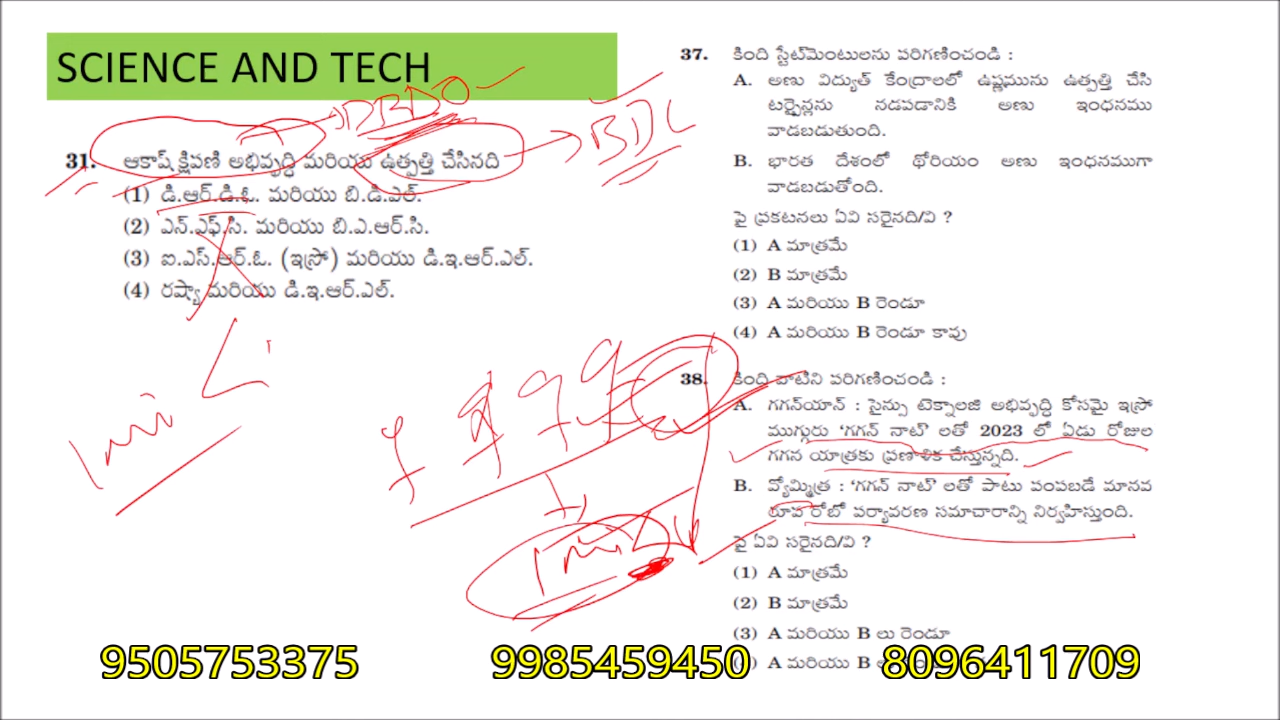 SCIENCE AND TECH
DRDO
BDL
31. ఆకాష్ క్షిపణి అభివృద్ధి మరియు ఉత్పత్తి చేసినది
(1) డి.ఆర్.డి.ఓ. మరియు బి.డి.ఎల్.
(2) ఎన్.ఎఫ్.సి. మరియు బి.ఎ.ఆర్.సి.
(3) ఐ.ఎస్.ఆర్.ఓ. (ఇస్రో) మరియు డి.ఇ.ఆర్.ఎల్.
(4) రష్యా మరియు డి.ఇ.ఆర్.ఎల్.
37. కింది స్టేట్‌మెంటులను పరిగణించండి :
A. అణు విద్యుత్ కేంద్రాలలో ఉష్ణమును ఉత్పత్తి చేసి
టర్బైన్లను నడపడానికి అణు ఇంధనము
వాడబడుతుంది.
B. భారత దేశంలో థోరియం అణు ఇంధనముగా
వాడబడుతోంది.
పై ప్రకటనలు ఏవి సరైనది/వి ?
(1) A మాత్రమే
(2) B మాత్రమే
(3) A మరియు B రెండూ
(4) A మరియు B రెండూ కావు
38. కింది వాటిని పరిగణించండి :
A. గగన్‌యాన్ : సైన్సు టెక్నాలజి అభివృద్ధి కోసమై ఇస్రో
ముగ్గురు 'గగన్ నాట్' లతో 2023 లో ఏడు రోజుల
గగన యాత్రకు ప్రణాళిక చేస్తున్నది.
B. వ్యోమ్మిత్ర : 'గగన్ నాట్' లతో పాటు పంపబడే మానవ
రూప రోబో పర్యావరణ సమాచారాన్ని నిర్వహిస్తుంది.
పై ఏవి సరైనది/వి ?
(1) A మాత్రమే
(2) B మాత్రమే
(3) A మరియు B లు రెండూ
A మరియు B
9505753375 9985459450 8096411709